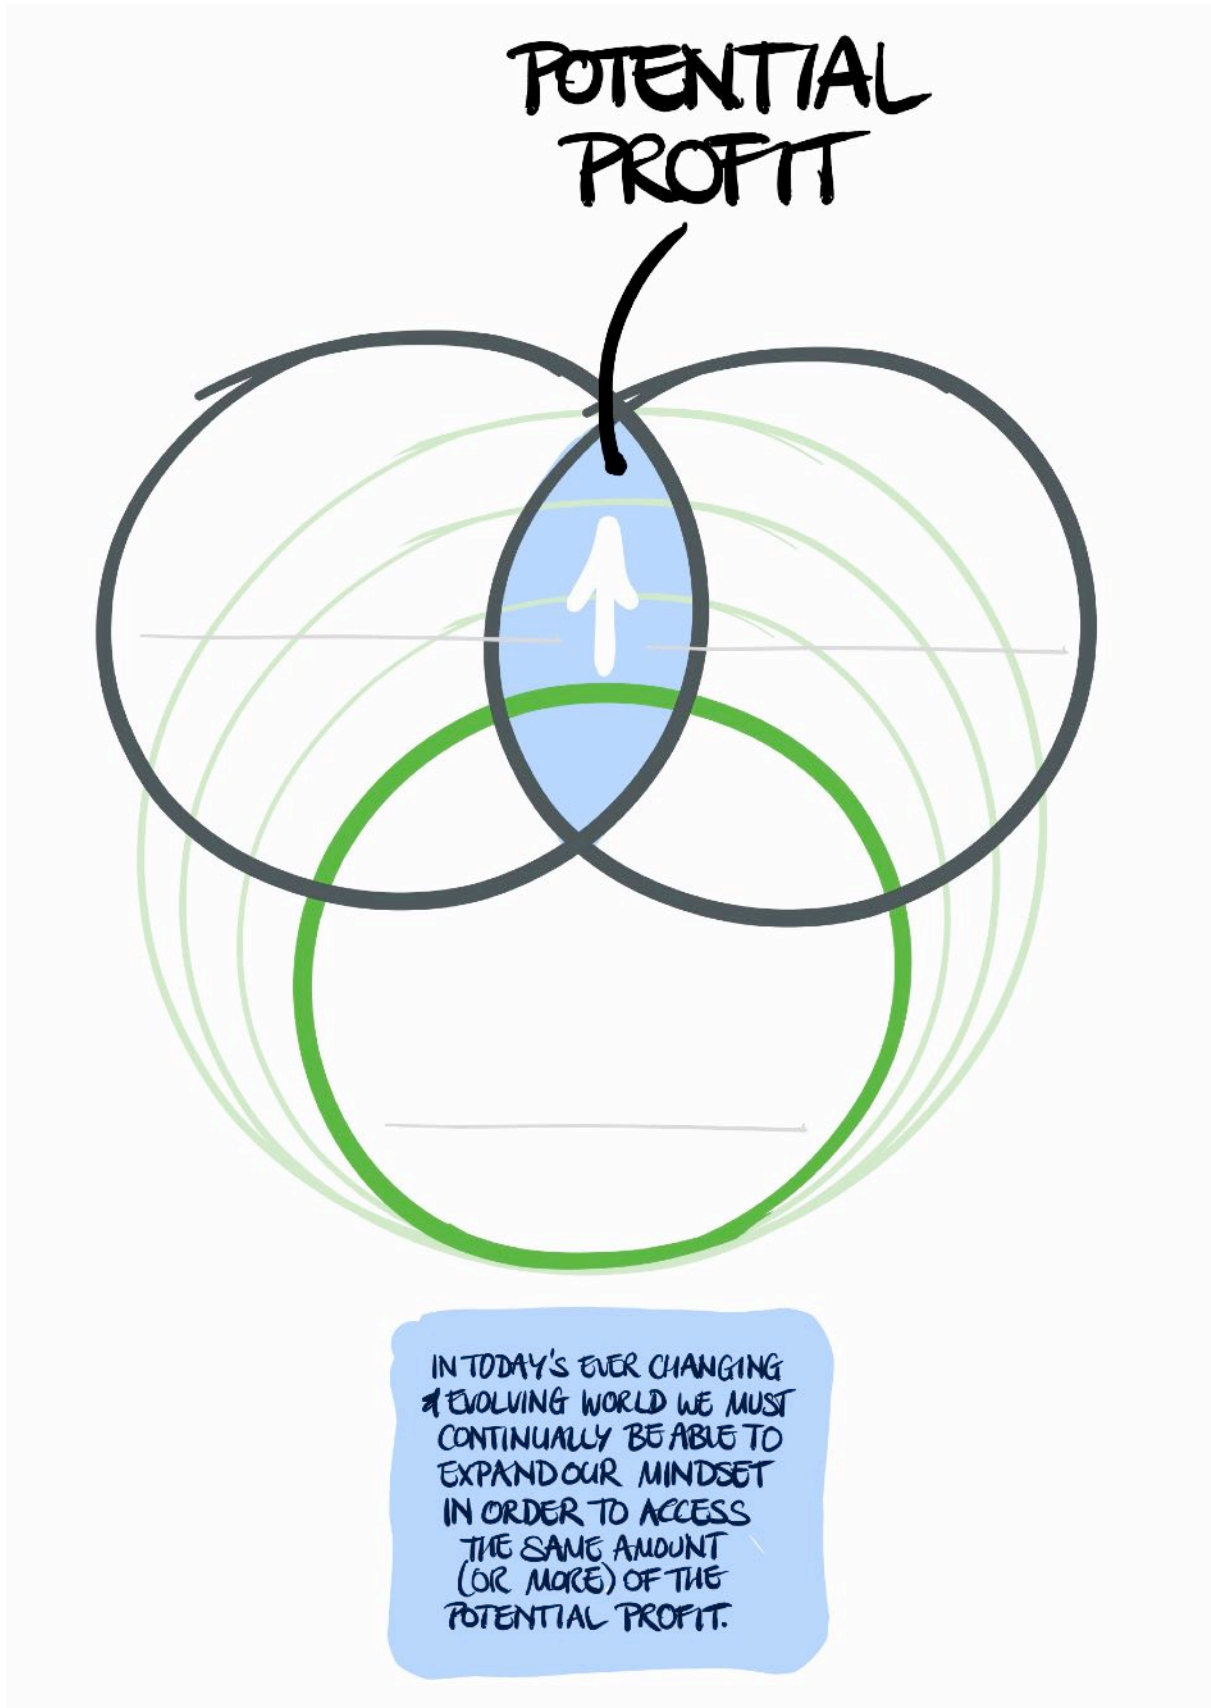 POTENTIAL
PROFIT
IN TODAY'S EVER CHANGING
& EVOLVING WORLD WE MUST
CONTINUALLY BE ABLE TO
EXPAND OUR MINDSET
IN ORDER TO ACCESS
THE SAME AMOUNT
(OR MORE) OF THE
POTENTIAL PROFIT.